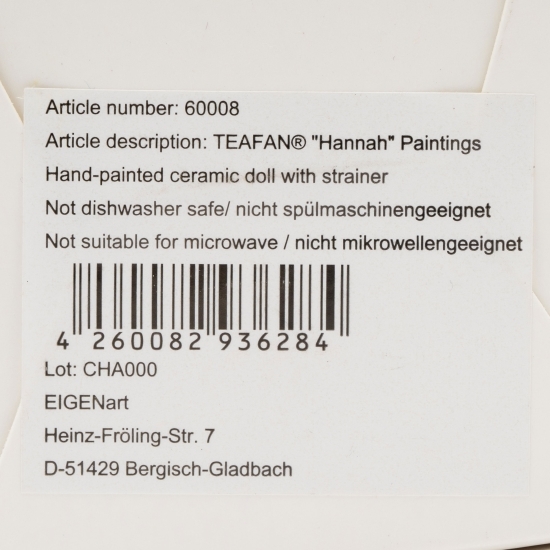 Article number: 60008
Article description: TEAFAN® "Hannah" Paintings
Hand-painted ceramic doll with strainer
Not dishwasher safe/ nicht spülmaschinengeeignet
Not suitable for microwave / nicht mikrowellengeeignet
4 260082 936284
Lot: CHA000
EIGENart
Heinz-Fröling-Str. 7
D-51429 Bergisch-Gladbach